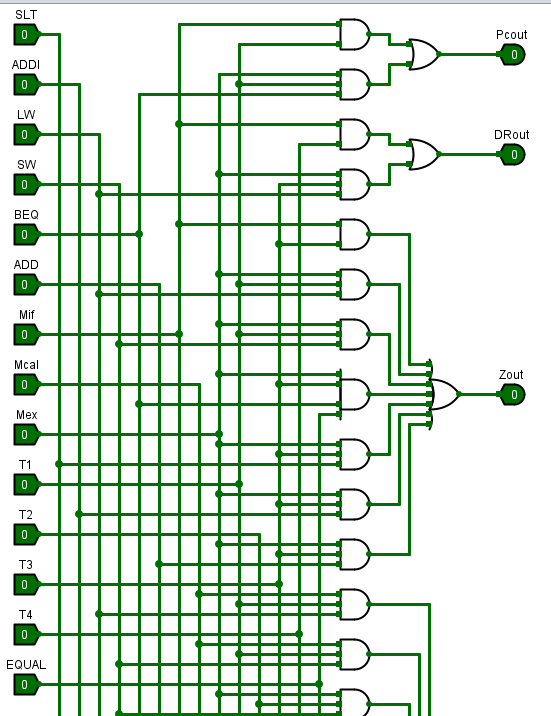 SLT
0
Pcout
0
ADDI
0
LW
0
DRout
0
SW
0
BEQ
0
ADD
0
Mif
0
Mcal
0
Zout
0
Mex
0
T1
0
T2
0
T3
0
T4
0
EQUAL
0